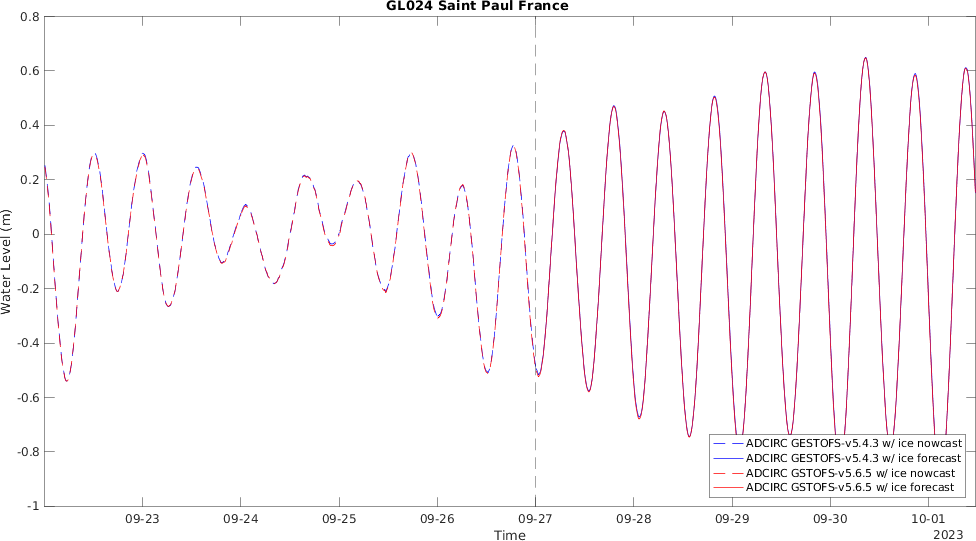 GL024 Saint Paul France
0.8
0.6
0.4
0.2
0
-0.2
-0.4
-0.6
-0.8
-1
Water Level (m)
ADCIRC GESTOFS-v5.4.3 w/ ice nowcast
ADCIRC GESTOFS-v5.4.3 w/ ice forecast
ADCIRC GSTOFS-v5.6.5 w/ ice nowcast
ADCIRC GSTOFS-v5.6.5 w/ ice forecast
09-23 09-24 09-25 09-26 09-27 09-28 09-29 09-30 10-01
Time
2023